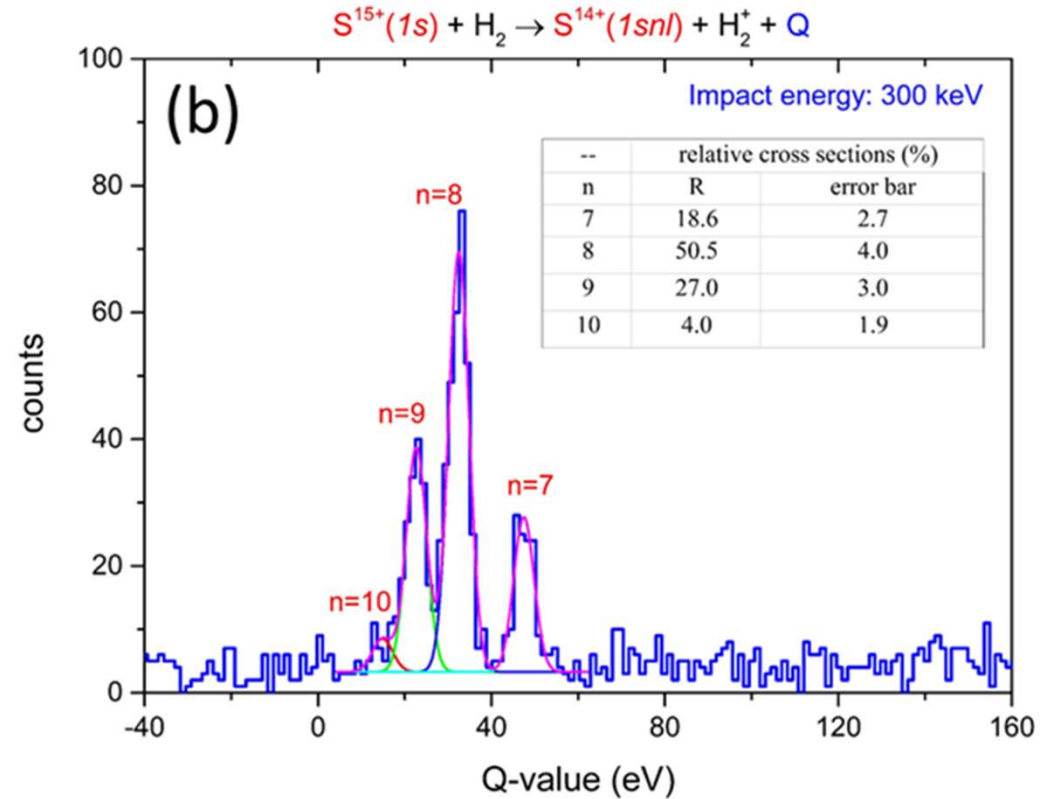 S15+(1s) + H2 → S14+(1snl) + H2+ + Q
100
(b)
Impact energy: 300 keV
-- relative cross sections (%)
n R error bar
7 18.6 2.7
8 50.5 4.0
9 27.0 3.0
10 4.0 1.9
80
n=8
60
counts
n=9
40
n=7
20
n=10
0
-40 0 40 80 120 160
Q-value (eV)